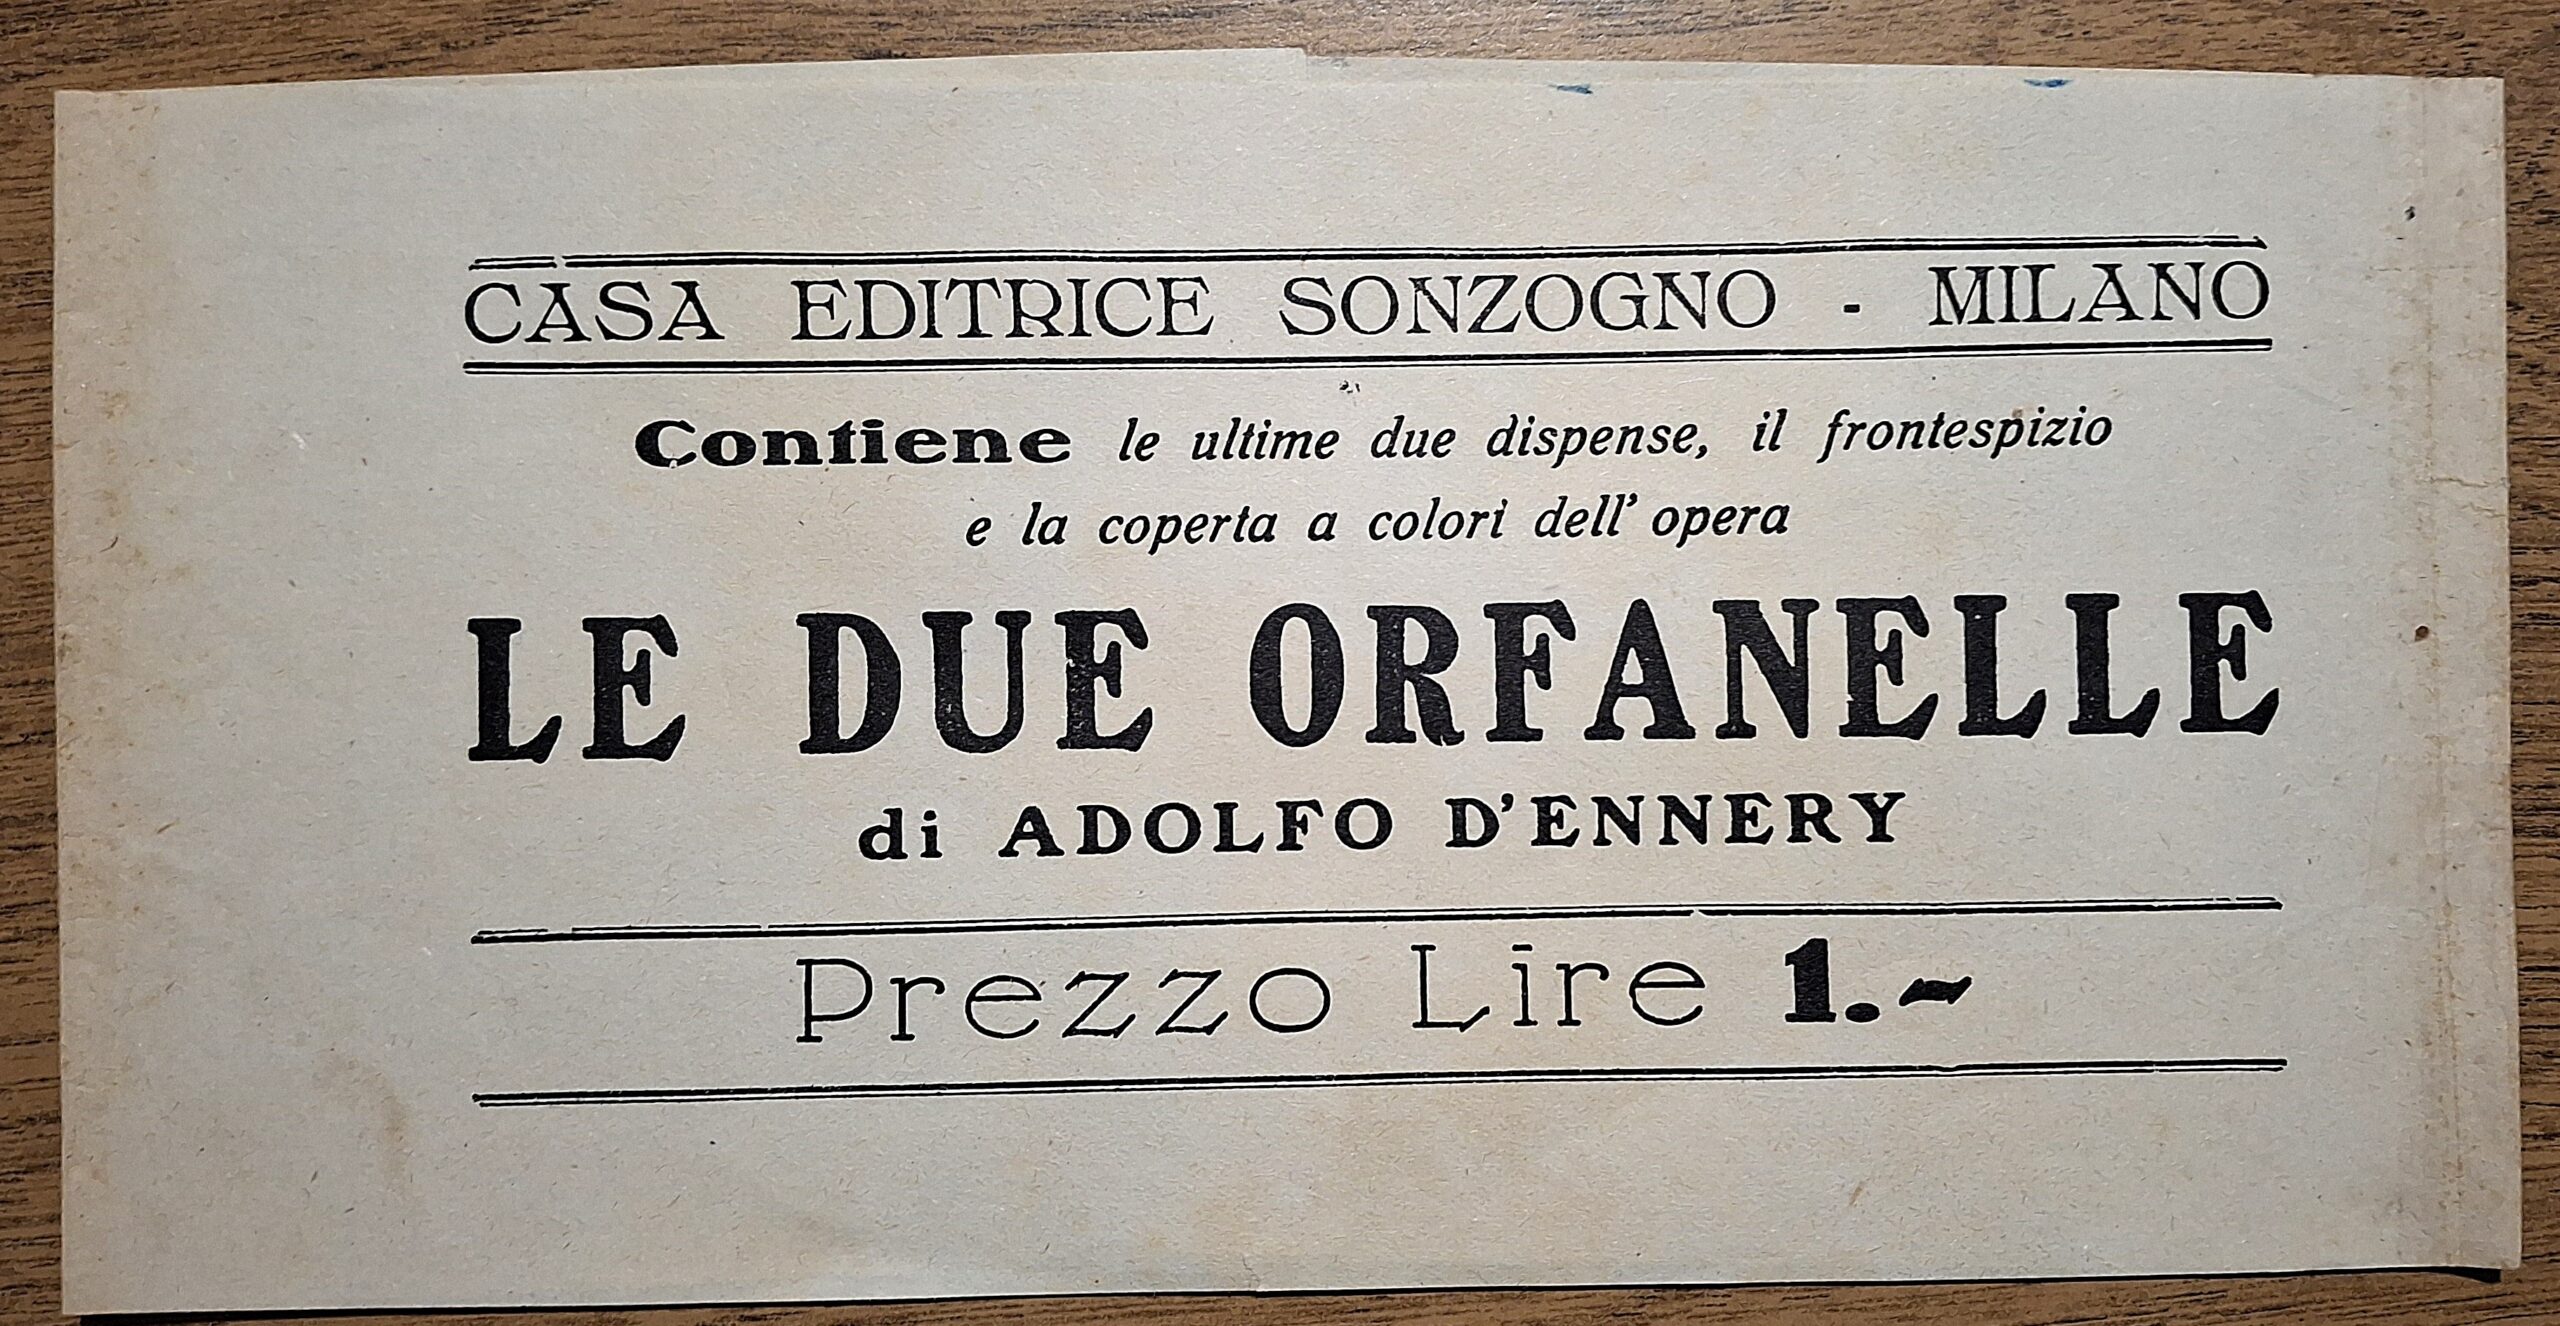 CASA EDITRICE SONZOGNO - MILANO
Contiene le ultime due dispense, il frontespizio
e la coperta a colori dell' opera
LE DUE ORFANELLE
di ADOLFO D'ENNERY
Prezzo Lire 1.-